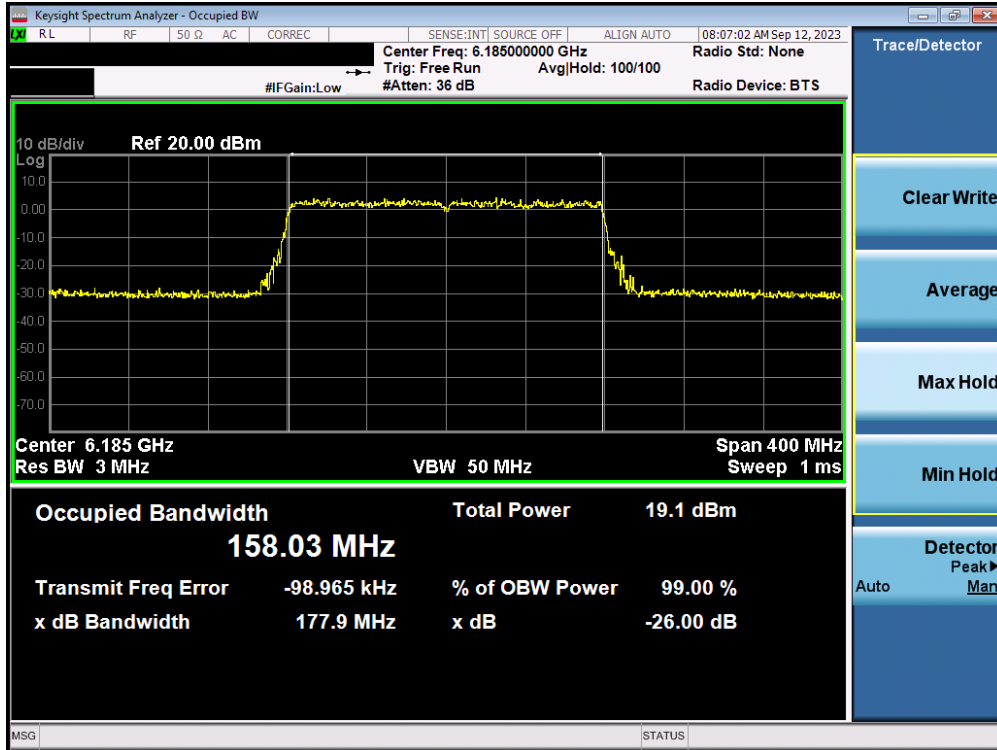 Keysight Spectrum Analyzer - Occupied BW
LXI RL RF 50 Ω AC CORREC SENSE:INT SOURCE OFF ALIGN AUTO 08:07:02 AM Sep 12, 2023
Center Freq: 6.185000000 GHz Radio Std: None
Trig: Free Run Avg|Hold: 100/100
#IFGain:Low #Atten: 36 dB Radio Device: BTS
10 dB/div Ref 20.00 dBm
Log
10.0
0.00
-10.0
-20.0
-30.0
-40.0
-50.0
-60.0
-70.0
Center 6.185 GHz Span 400 MHz
Res BW 3 MHz VBW 50 MHz Sweep 1 ms
Occupied Bandwidth Total Power 19.1 dBm
158.03 MHz
Transmit Freq Error -98.965 kHz % of OBW Power 99.00 %
x dB Bandwidth 177.9 MHz x dB -26.00 dB
MSG STATUS
Trace/Detector
Clear Write
Average
Max Hold
Min Hold
Detector
Peak▶
Auto Man